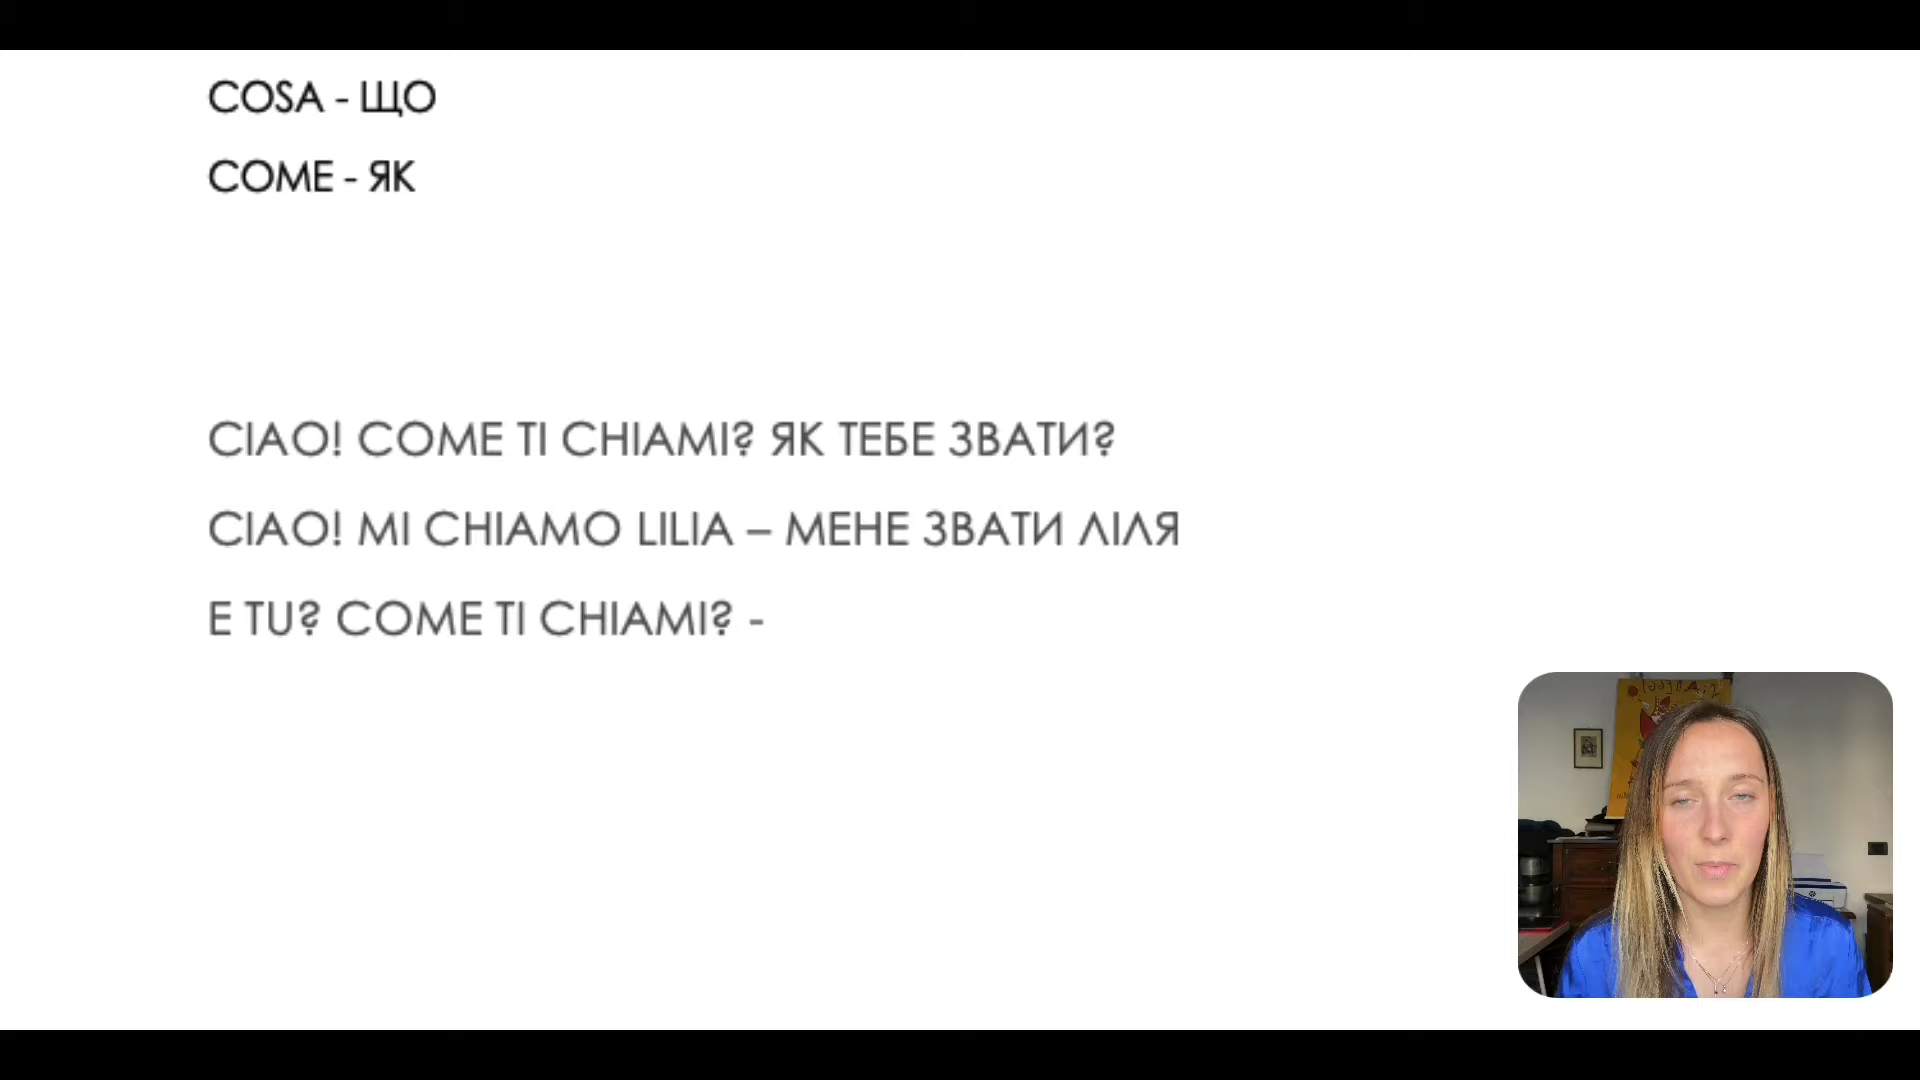 COSA - ЩО
COME - ЯК
CIAO! COME TI CHIAMI? ЯК ТЕБЕ ЗВАТИ?
CIAO! MI CHIAMO LILIA – МЕНЕ ЗВАТИ ЛІЛЯ
E TU? COME TI CHIAMI? -